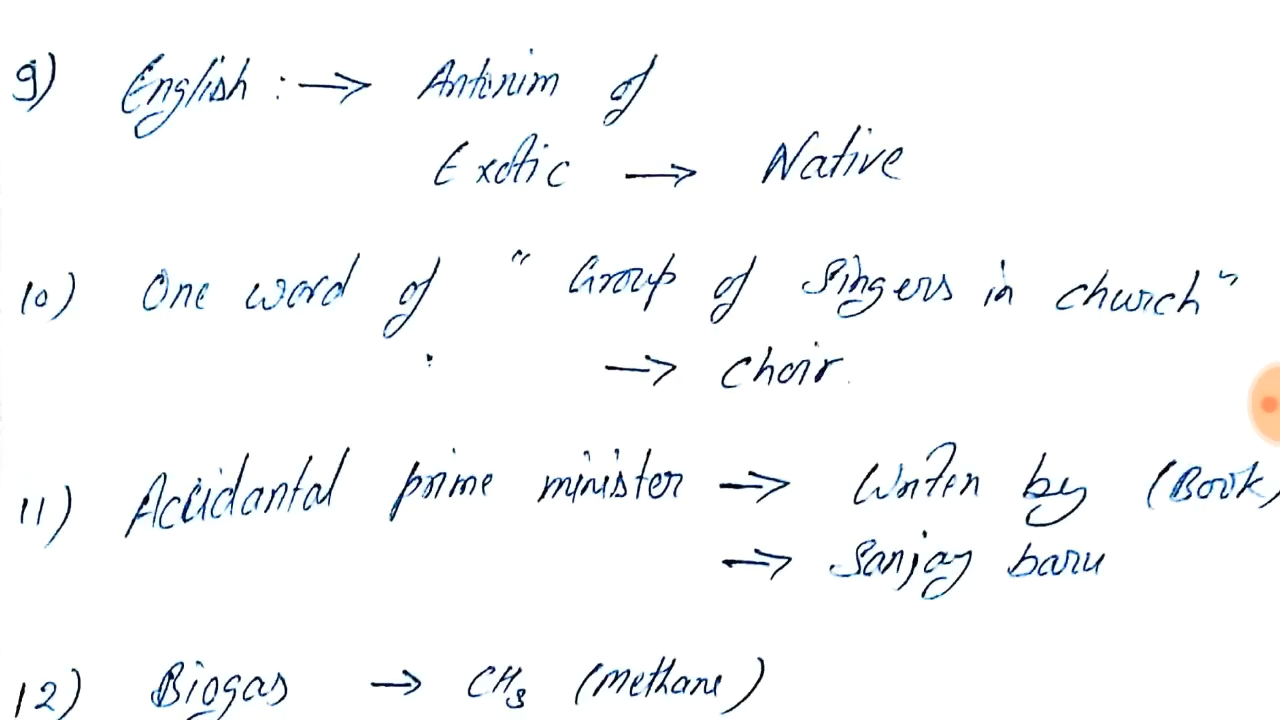 9) English :→ Antonim of
Exotic → Native
10) One word of "Group of Singers in church"
→ Choir.
11) Accidantal prime minister → Writen by (Book)
→ Sanjay baru
12) Biogas → CH₃ (methane)